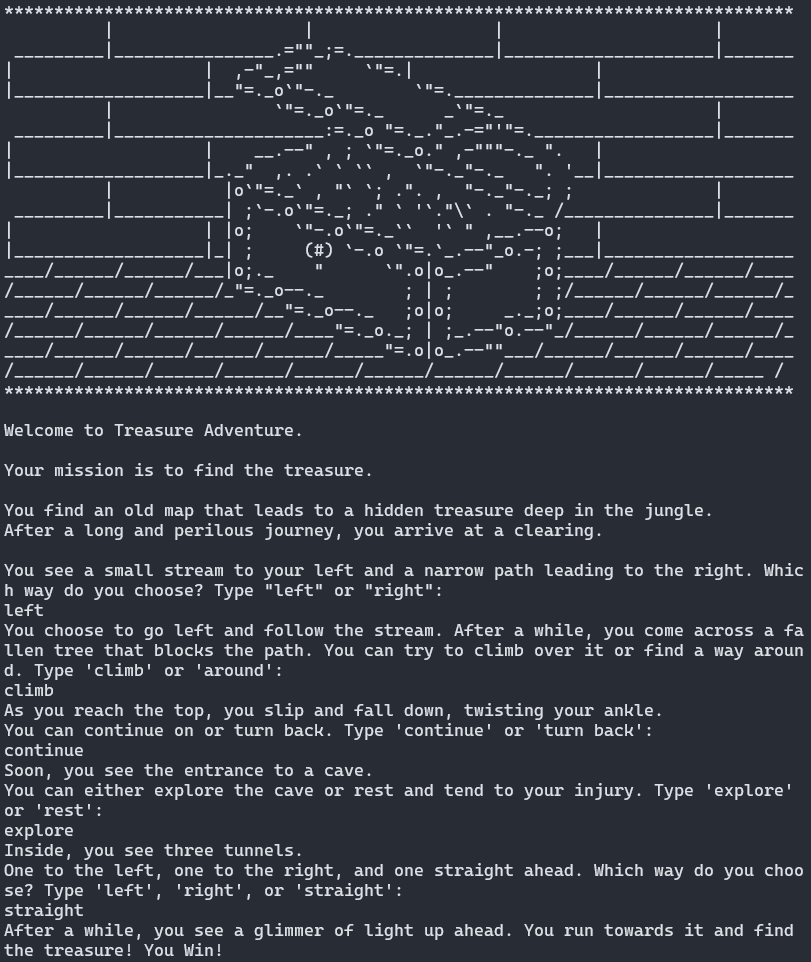 Welcome to Treasure Adventure.
Your mission is to find the treasure.
You find an old map that leads to a hidden treasure deep in the jungle.
After a long and perilous journey, you arrive at a clearing.
You see a small stream to your left and a narrow path leading to the right. Whic
h way do you choose? Type "left" or "right":
left
You choose to go left and follow the stream. After a while, you come across a fa
llen tree that blocks the path. You can try to climb over it or find a way aroun
d. Type 'climb' or 'around':
climb
As you reach the top, you slip and fall down, twisting your ankle.
You can continue on or turn back. Type 'continue' or 'turn back':
continue
Soon, you see the entrance to a cave.
You can either explore the cave or rest and tend to your injury. Type 'explore'
or 'rest':
explore
Inside, you see three tunnels.
One to the left, one to the right, and one straight ahead. Which way do you choo
se? Type 'left', 'right', or 'straight':
straight
After a while, you see a glimmer of light up ahead. You run towards it and find
the treasure! You Win!